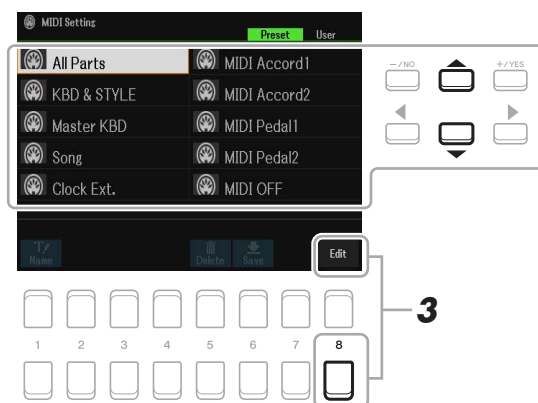 MIDI Setting
Preset User
All Parts MIDI Accord1
KBD & STYLE MIDI Accord2
Master KBD MIDI Pedal1
Song MIDI Pedal2
Clock Ext. MIDI OFF
–/NO +/YES
Name Delete Save Edit
3
1 2 3 4 5 6 7 8